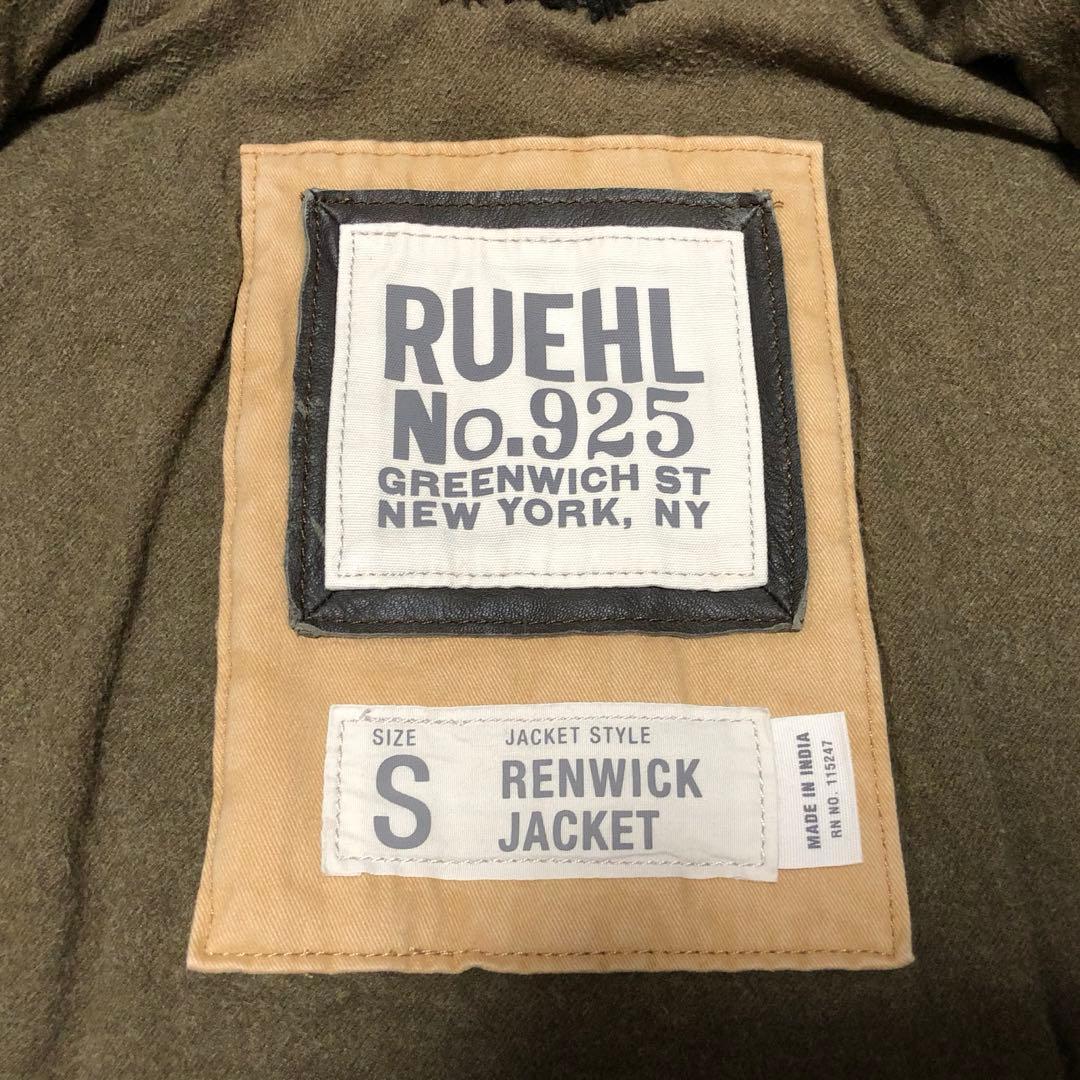 RUEHL
No.925
GREENWICH ST
NEW YORK, NY
SIZE
S
JACKET STYLE
RENWICK
JACKET
MADE IN INDIA
RN NO. 115247